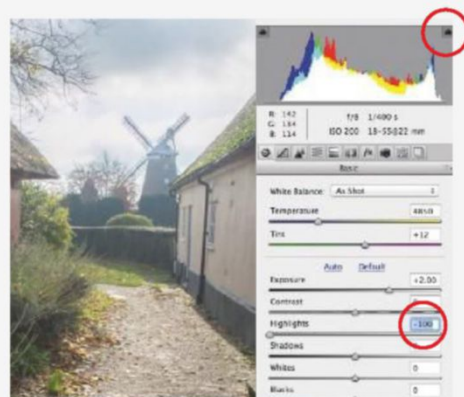 R: 142
G: 134
B: 114
f/8 1/400 s
ISO 200 18-55@22 mm
Basic
White Balance: As Shot
Temperature 4850
Tint +12
Auto Default
Exposure +2.00
Contrast
Highlights -100
Shadows
Whites 0
Blacks 0